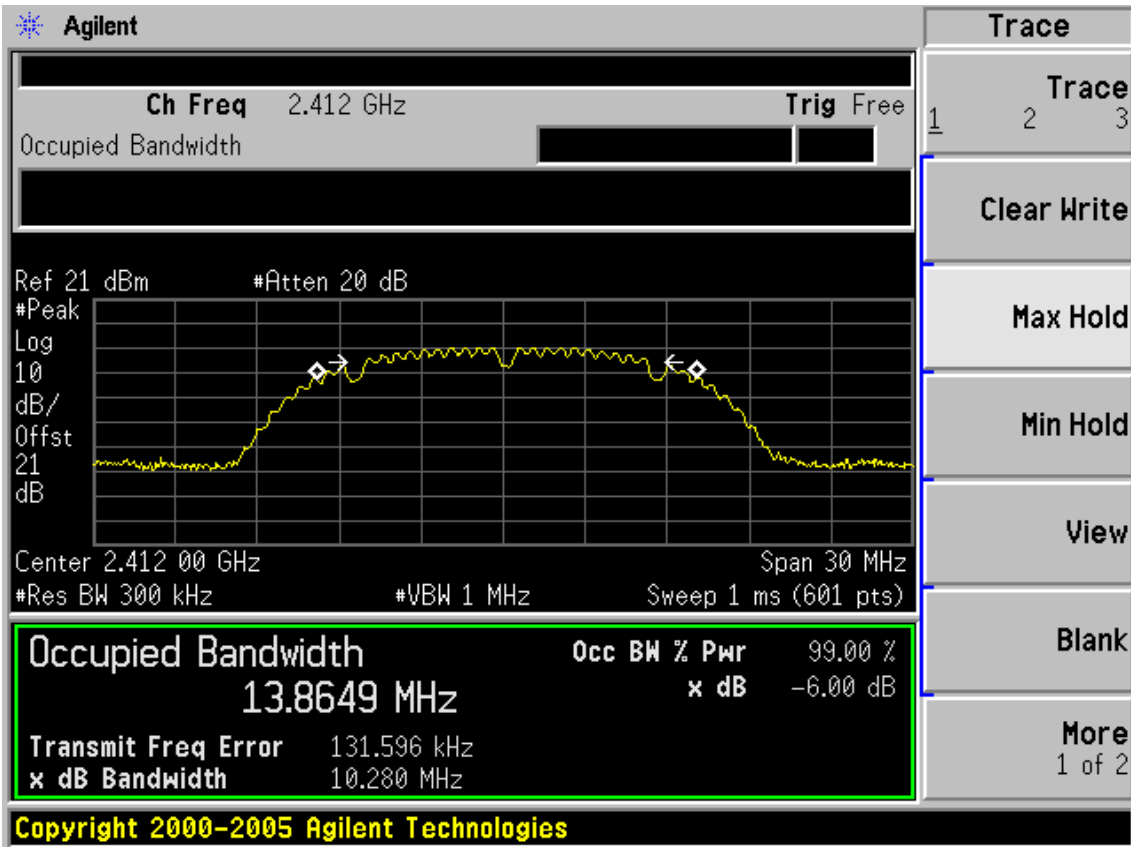 Agilent
Trace
Ch Freq 2.412 GHz Trig Free
Occupied Bandwidth
Trace
1 2 3
Clear Write
Max Hold
Min Hold
View
Blank
More
1 of 2
Ref 21 dBm #Atten 20 dB
#Peak
Log
10
dB/
Offst
21
dB
Center 2.412 00 GHz Span 30 MHz
#Res BW 300 kHz #VBW 1 MHz Sweep 1 ms (601 pts)
Occupied Bandwidth Occ BW % Pwr 99.00 %
13.8649 MHz x dB -6.00 dB
Transmit Freq Error 131.596 kHz
x dB Bandwidth 10.280 MHz
Copyright 2000-2005 Agilent Technologies